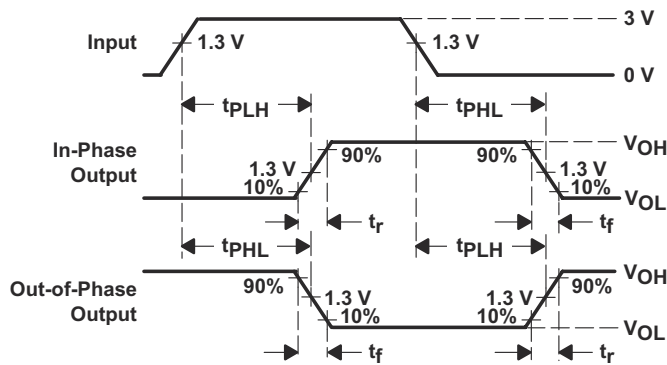 Input
1.3 V
1.3 V
3 V
0 V
tPLH
tPHL
In-Phase
Output
1.3 V
10%
90%
90%
1.3 V
10%
VOH
VOL
tr
tf
tPHL
tPLH
Out-of-Phase
Output
90%
1.3 V
10%
1.3 V
10%
90%
VOH
VOL
tf
tr